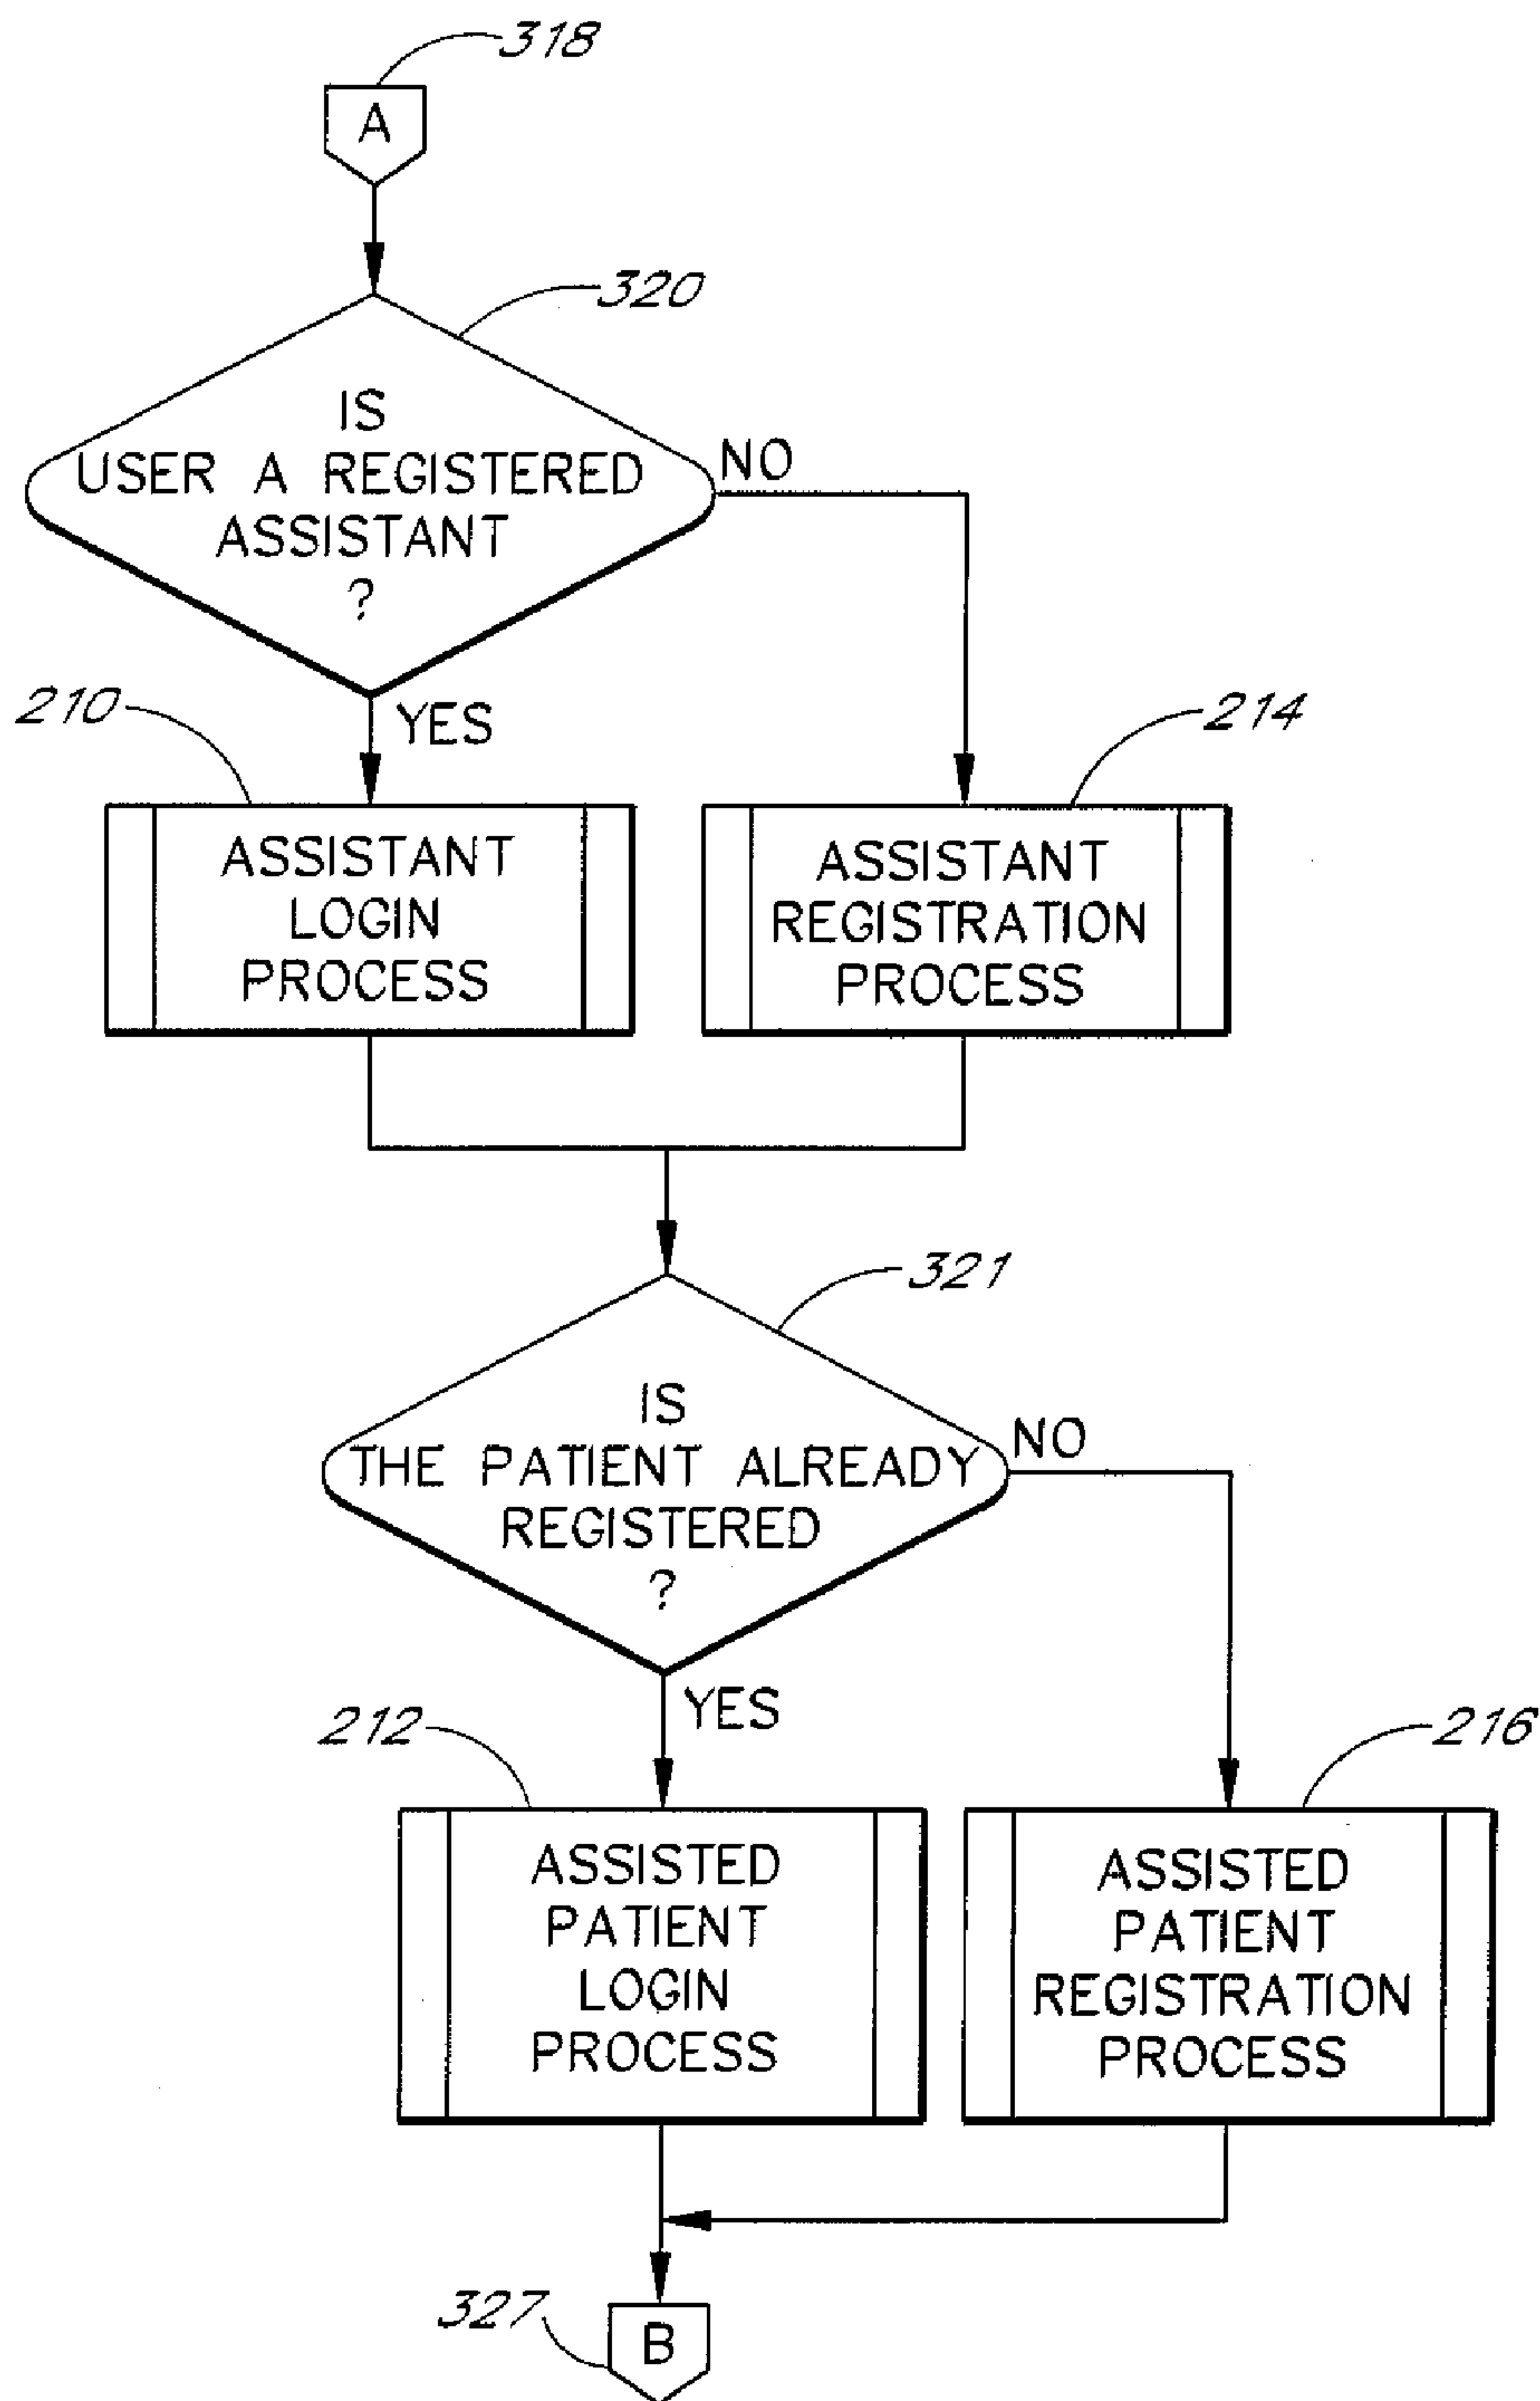 318
A
320
IS
USER A REGISTERED
ASSISTANT
?
NO
YES
210
214
ASSISTANT
LOGIN
PROCESS
ASSISTANT
REGISTRATION
PROCESS
321
IS
THE PATIENT ALREADY
REGISTERED
?
NO
YES
212
216
ASSISTED
PATIENT
LOGIN
PROCESS
ASSISTED
PATIENT
REGISTRATION
PROCESS
327
B